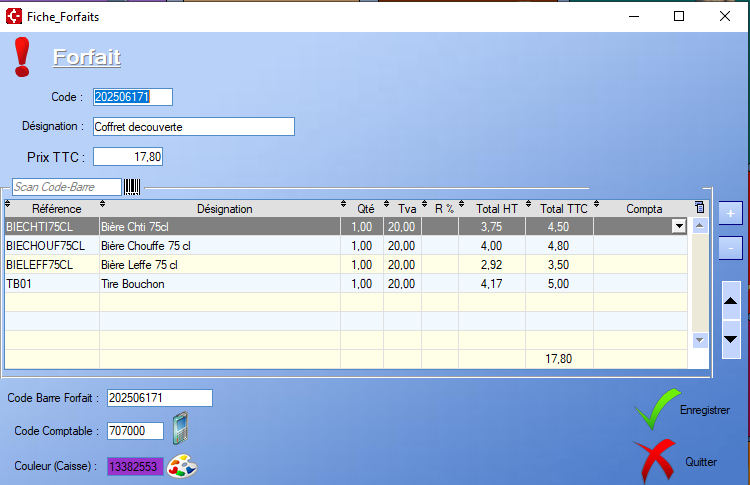 Fiche_Forfaits
Forfait
Code : 202506171
Désignation : Coffret decouverte
Prix TTC : 17,80
Scan Code-Barre
Référence Désignation Qté Tva R % Total HT Total TTC Compta
BIECHTI75CL Bière Chti 75cl 1,00 20,00 3,75 4,50
BIECHOUF75CL Bière Chouffe 75 cl 1,00 20,00 4,00 4,80
BIELEFF75CL Bière Leffe 75 cl 1,00 20,00 2,92 3,50
TB01 Tire Bouchon 1,00 20,00 4,17 5,00
17,80
+
-
Code Barre Forfait : 202506171
Code Comptable : 707000
Couleur (Caisse) : 13382553
Enregistrer
Quitter